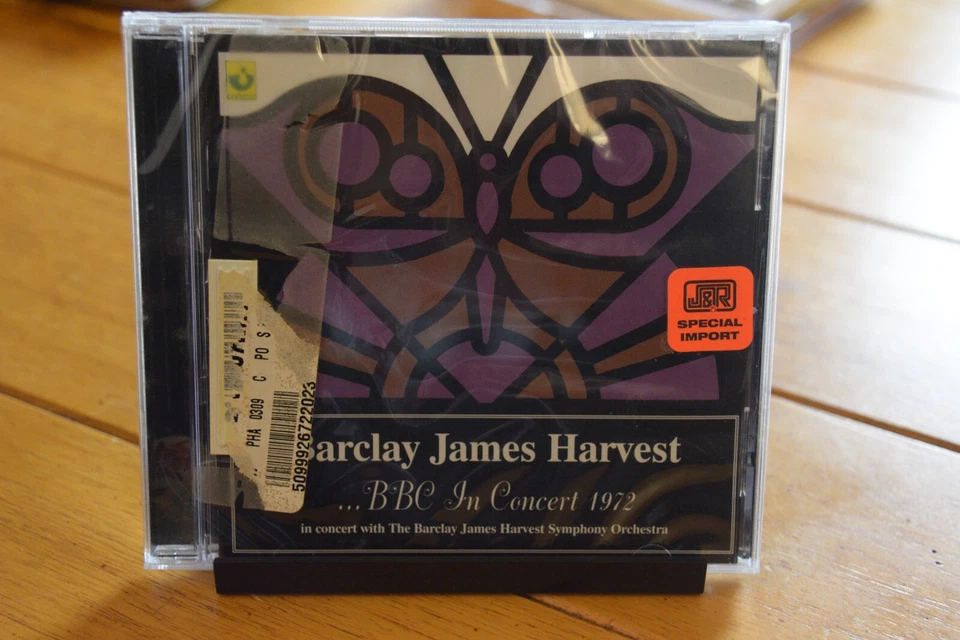 J&R
SPECIAL
IMPORT
PHA 0309 C PO S
5099926722023
Barclay James Harvest
...BBC In Concert 1972
in concert with The Barclay James Harvest Symphony Orchestra